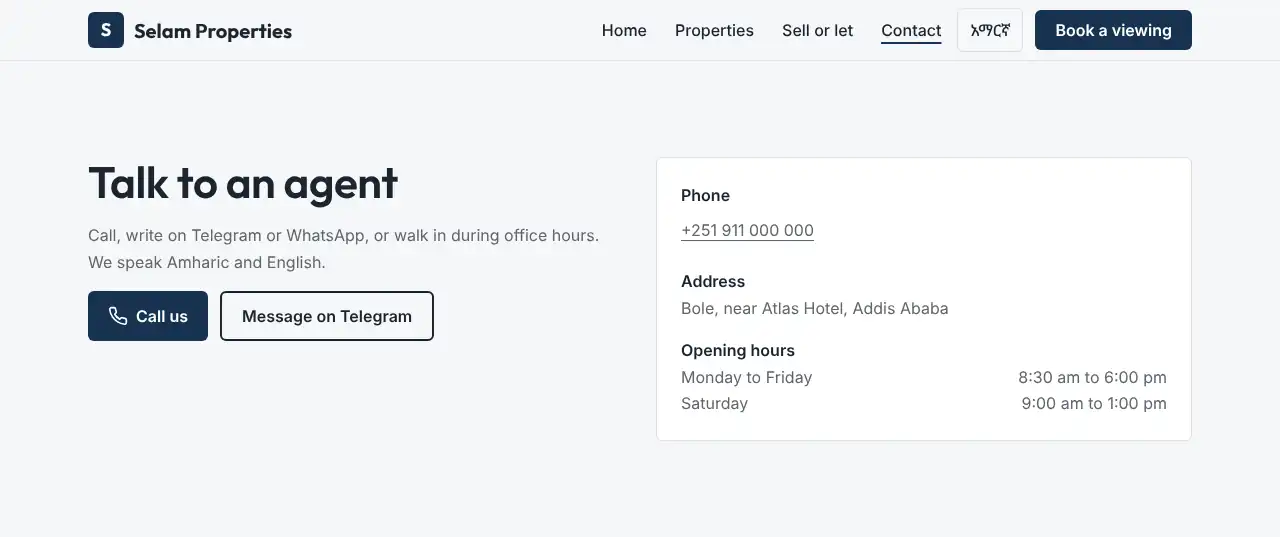 S
Selam Properties
Home
Properties
Sell or let
Contact
አማርኛ
Book a viewing
Talk to an agent
Call, write on Telegram or WhatsApp, or walk in during office hours.
We speak Amharic and English.
Call us
Message on Telegram
Phone
+251 911 000 000
Address
Bole, near Atlas Hotel, Addis Ababa
Opening hours
Monday to Friday 8:30 am to 6:00 pm
Saturday 9:00 am to 1:00 pm